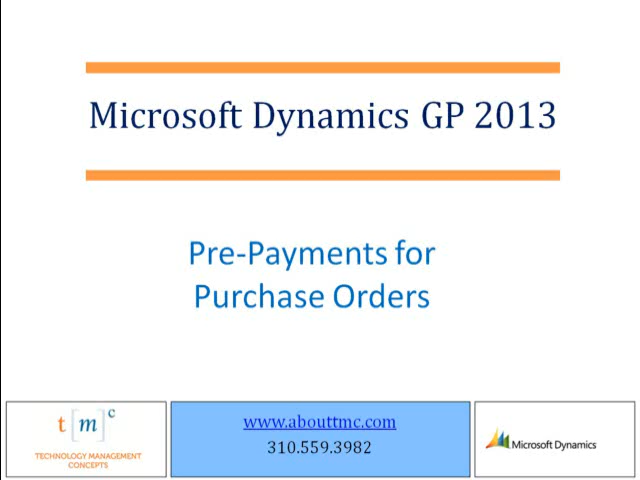 Microsoft Dynamics GP 2013
Pre-Payments for
Purchase Orders
t[m]c
TECHNOLOGY MANAGEMENT
CONCEPTS
www.abouttmc.com
310.559.3982
Microsoft Dynamics